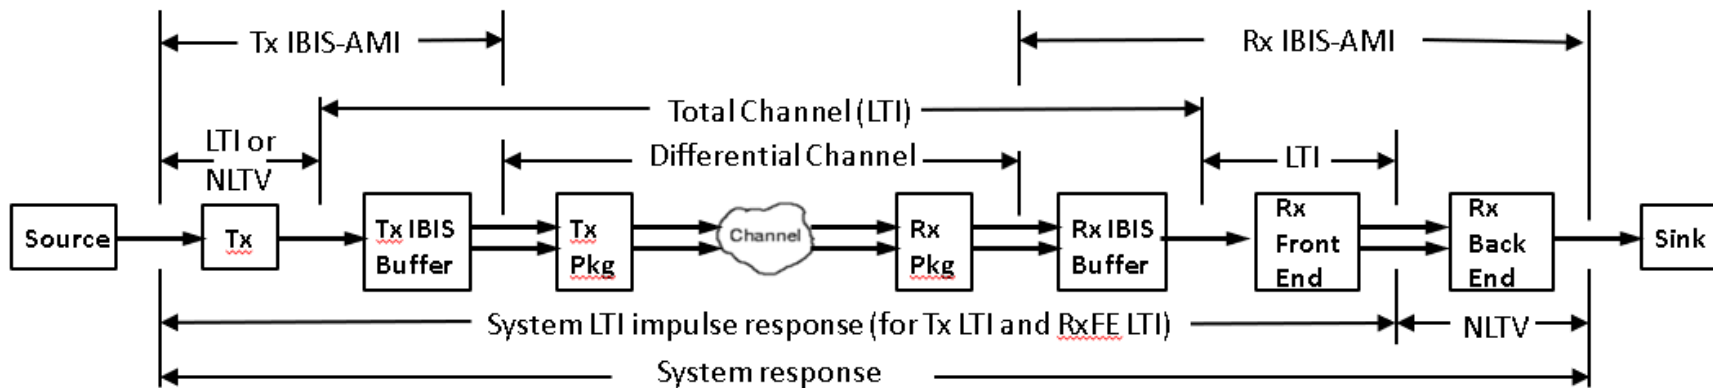 Tx IBIS-AMI
Rx IBIS-AMI
Total Channel (LTI)
LTI or
NLTV
Differential Channel
LTI
Source
Tx
Tx IBIS
Buffer
Tx
Pkg
Channel
Rx
Pkg
Rx IBIS
Buffer
Rx
Front
End
Rx
Back
End
Sink
System LTI impulse response (for Tx LTI and RxFE LTI)
NLTV
System response